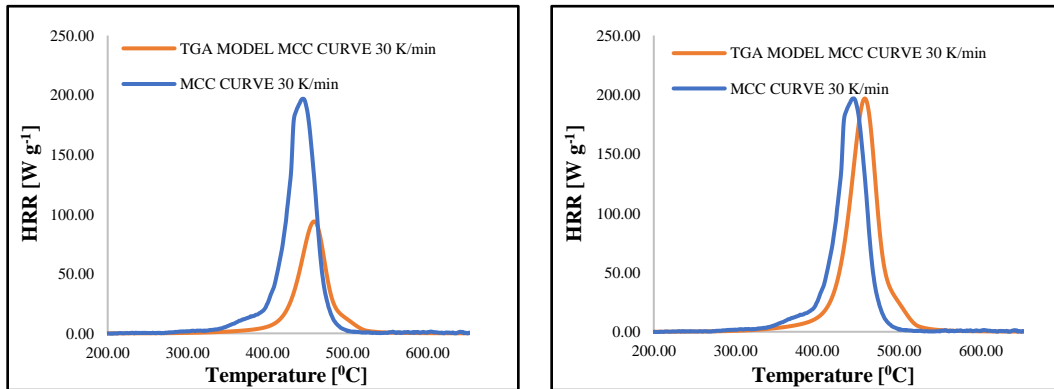 250.00
200.00
150.00
100.00
50.00
0.00
HRR [W g-1]
TGA MODEL MCC CURVE 30 K/min
MCC CURVE 30 K/min
200.00 300.00 400.00 500.00 600.00
Temperature [⁰C]
250.00
200.00
150.00
100.00
50.00
0.00
HRR [W g-1]
TGA MODEL MCC CURVE 30 K/min
MCC CURVE 30 K/min
200.00 300.00 400.00 500.00 600.00
Temperature [⁰C]